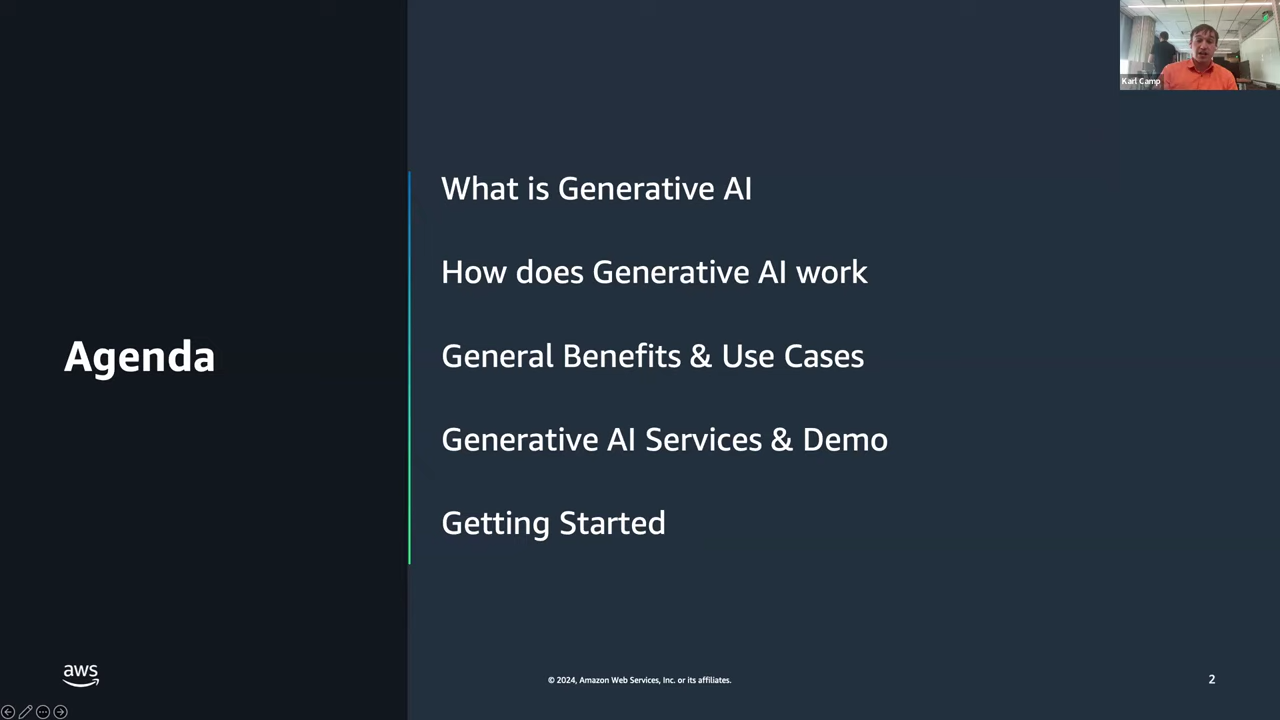 Karl Camp
What is Generative AI
How does Generative AI work
Agenda
General Benefits & Use Cases
Generative AI Services & Demo
Getting Started
aws
© 2024, Amazon Web Services, Inc. or its affiliates.
2